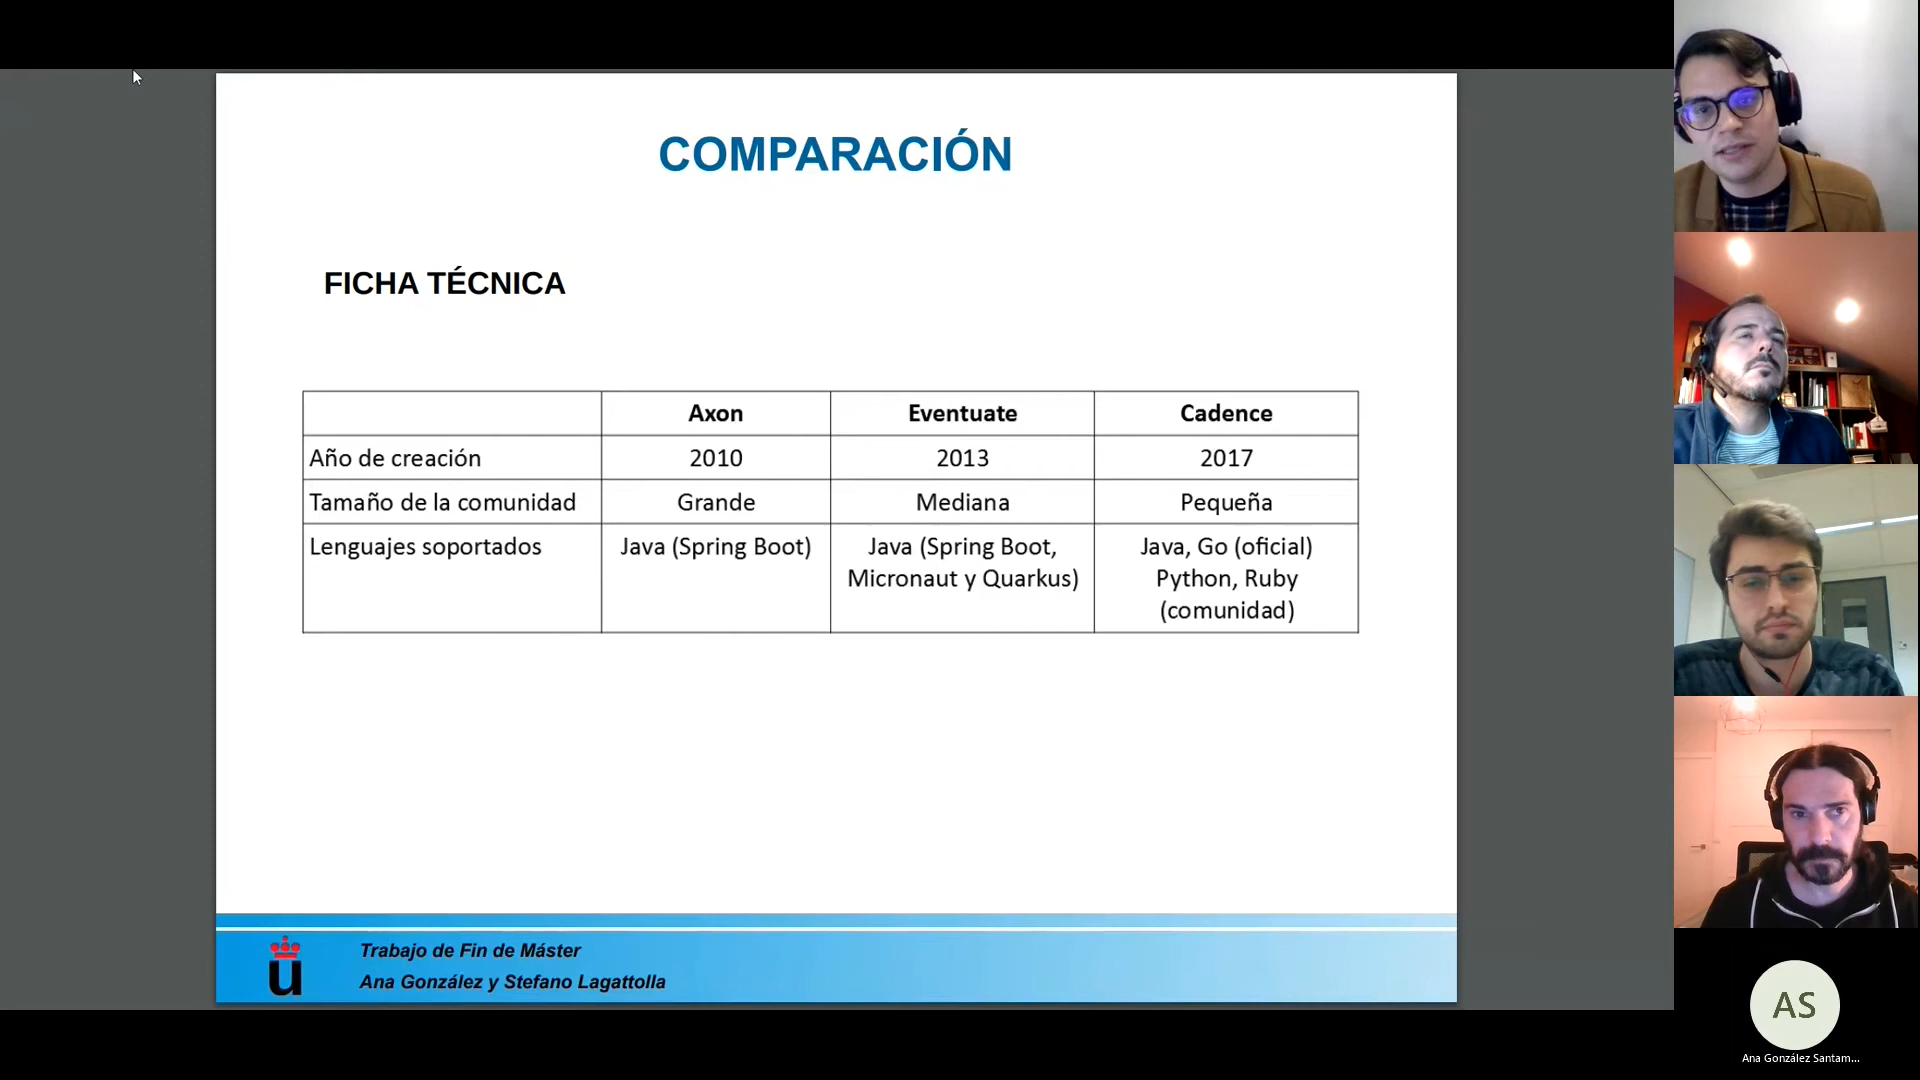 COMPARACIÓN
FICHA TÉCNICA
Axon Eventuate Cadence
Año de creación 2010 2013 2017
Tamaño de la comunidad Grande Mediana Pequeña
Lenguajes soportados Java (Spring Boot) Java (Spring Boot, Java, Go (oficial)
Micronaut y Quarkus) Python, Ruby
(comunidad)
u
Trabajo de Fin de Máster
Ana González y Stefano Lagattolla
AS
Ana González Santam...